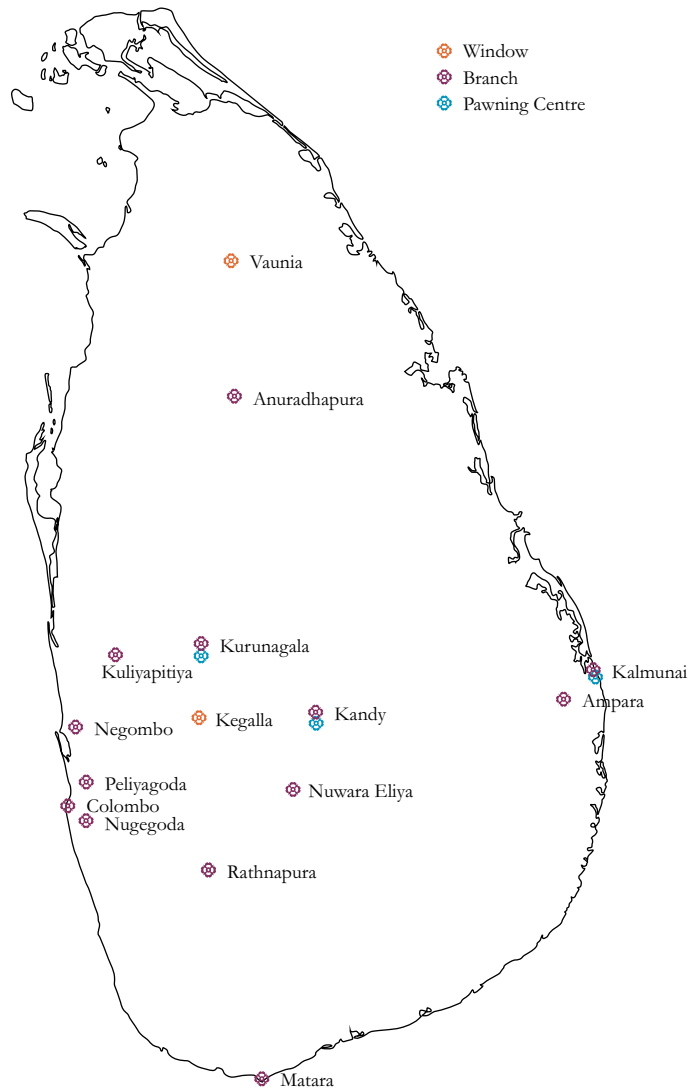 Window
Branch
Pawning Centre
Vaunia
Anuradhapura
Kurunagala
Kuliyapitiya
Kalmunai
Ampara
Kandy
Kegalla
Negombo
Peliyagoda
Nuwara Eliya
Colombo
Nugegoda
Rathnapura
Matara